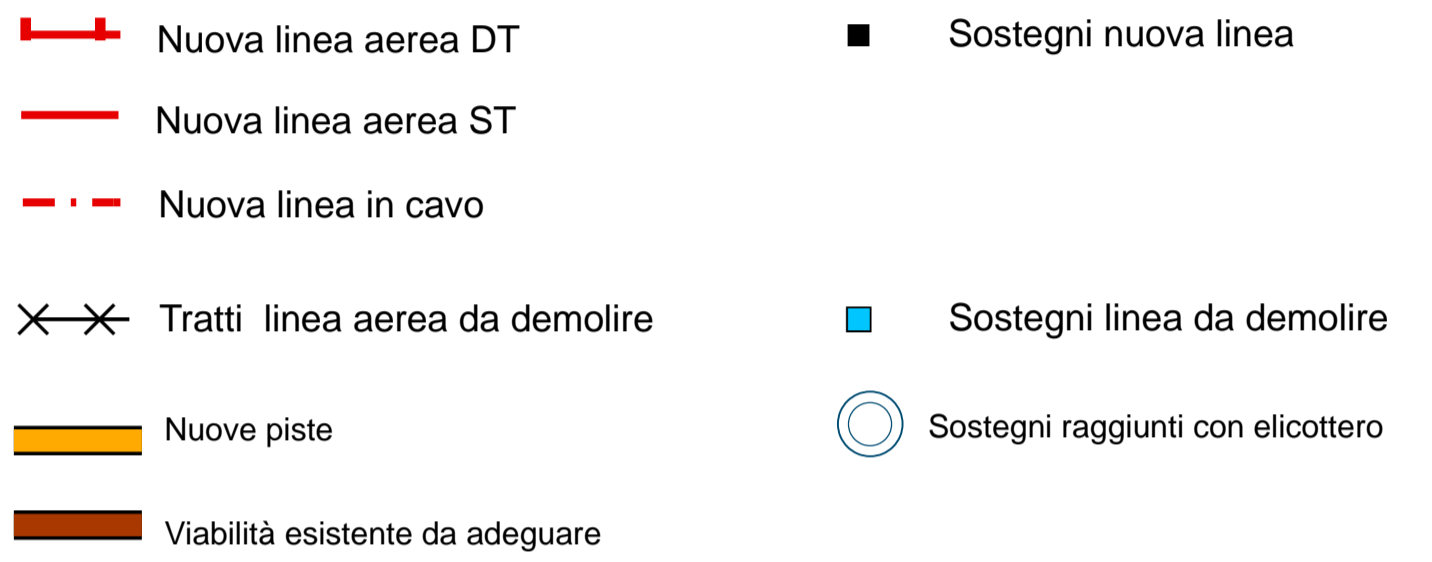 Nuova linea aerea DT
Sostegni nuova linea
Nuova linea aerea ST
Nuova linea in cavo
Tratti linea aerea da demolire
Sostegni linea da demolire
Nuove piste
Sostegni raggiunti con elicottero
Viabilità esistente da adeguare